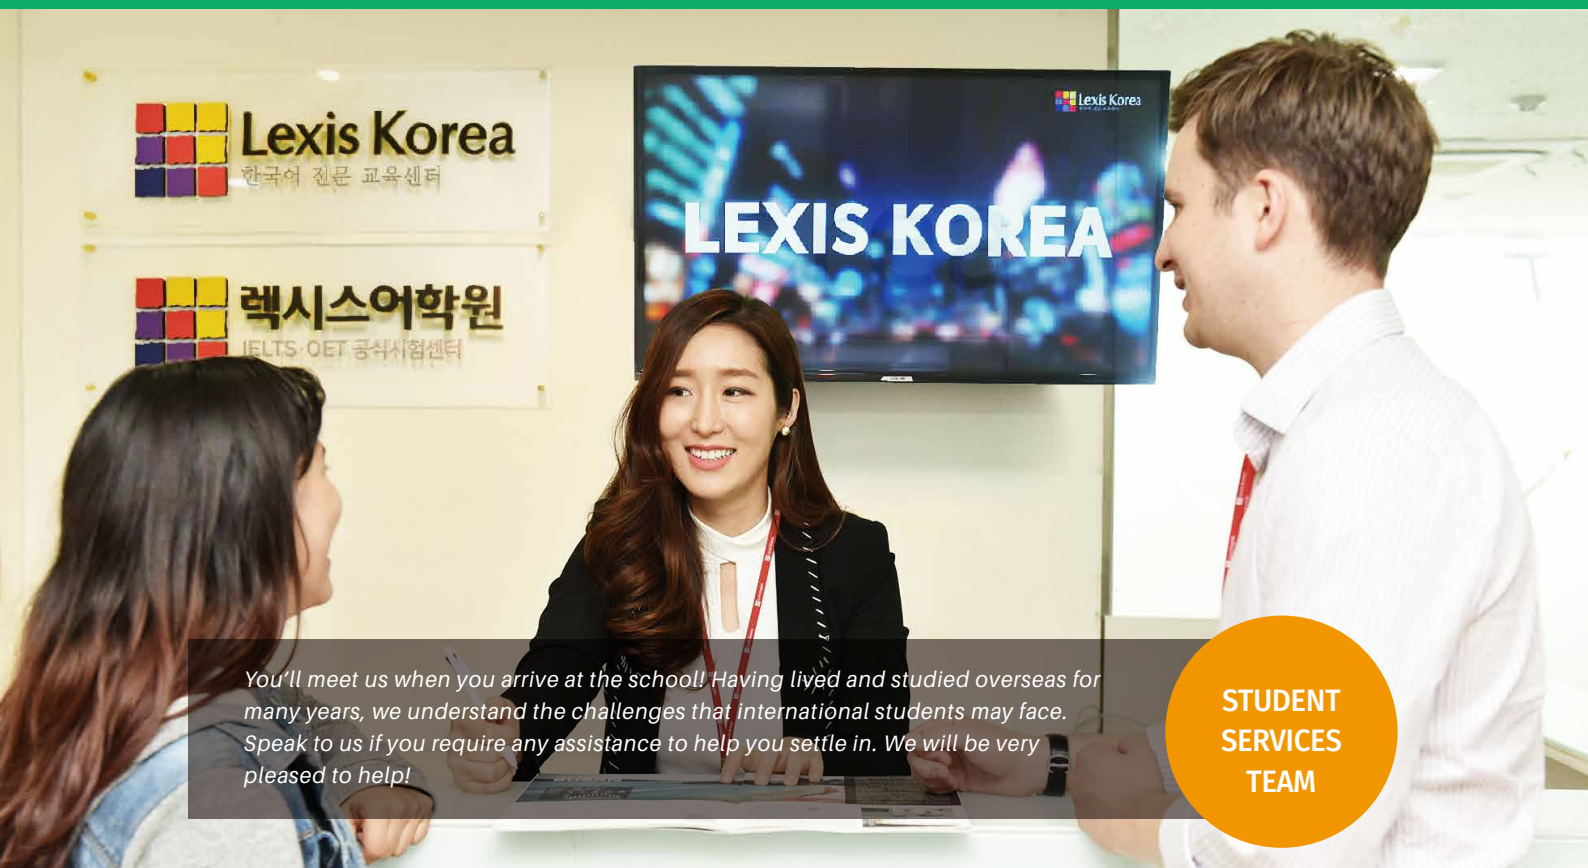 Lexis Korea
한국어 전문 교육센터
렉시스어학원
IELTS·OET 공식시험센터
Lexis Korea
LEXIS KOREA
You’ll meet us when you arrive at the school! Having lived and studied overseas for
many years, we understand the challenges that international students may face.
Speak to us if you require any assistance to help you settle in. We will be very
pleased to help!
STUDENT
SERVICES
TEAM